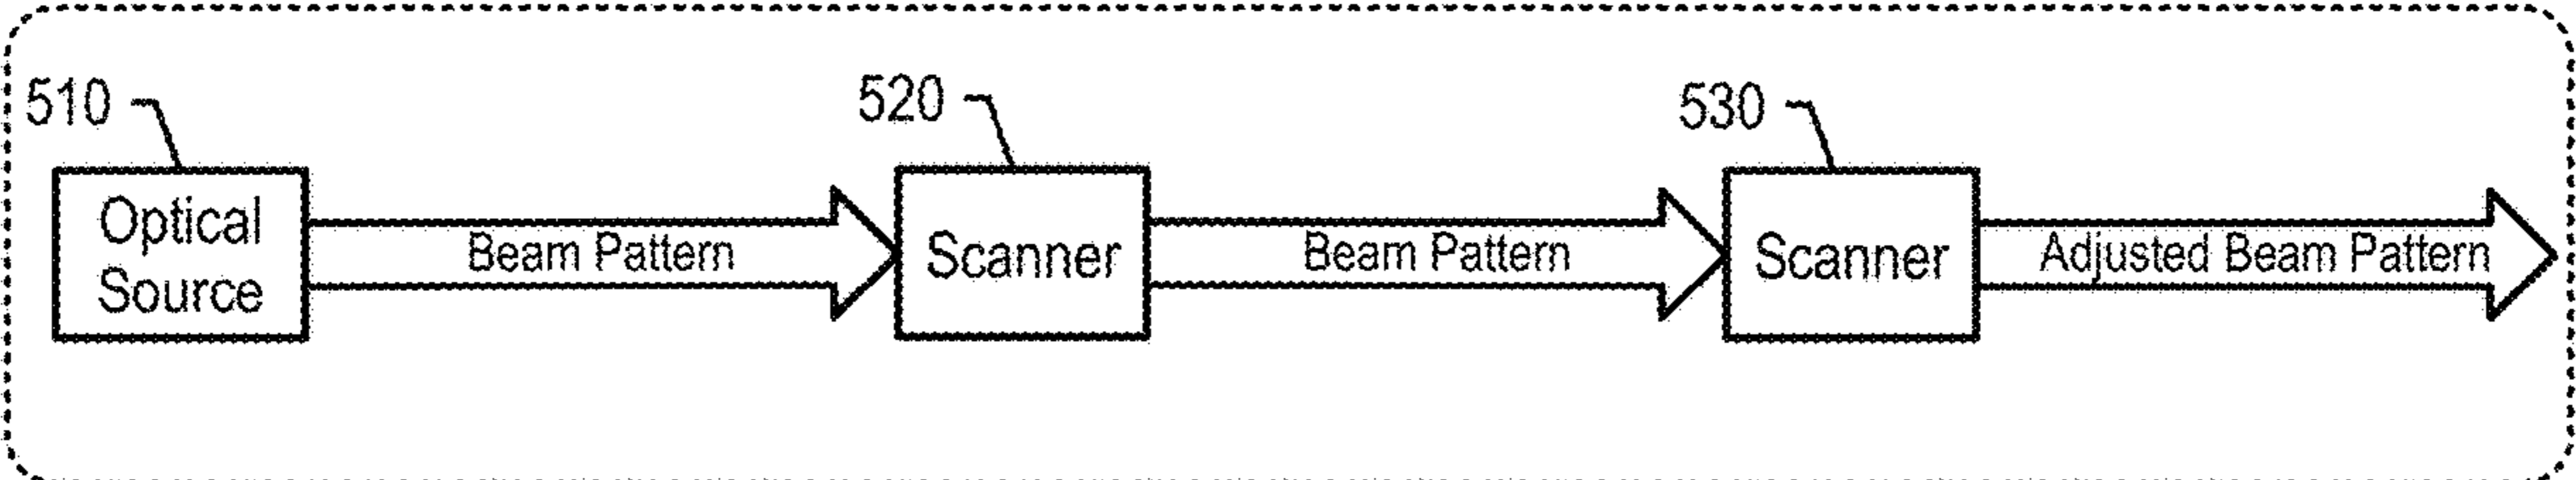 510
520
530
Optical
Source
Beam Pattern
Scanner
Beam Pattern
Scanner
Adjusted Beam Pattern